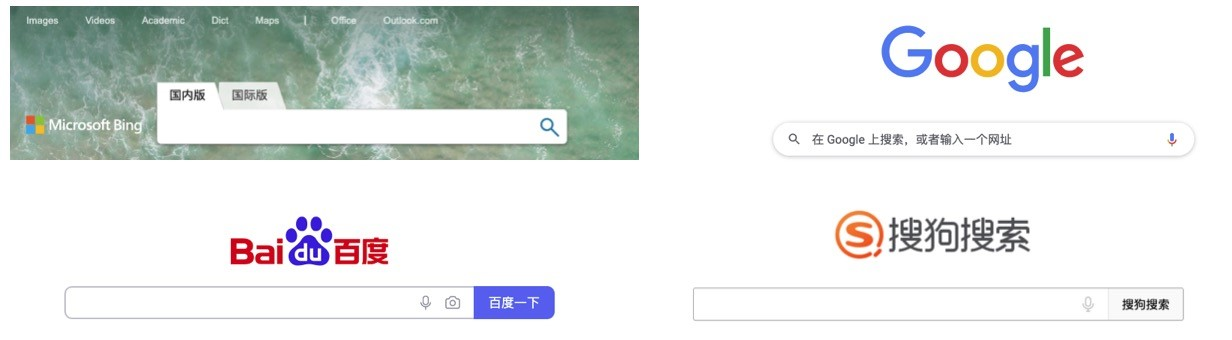 Images Videos Academic Dict Maps | Office Outlook.com
国内版 国际版
Microsoft Bing
Google
在 Google 上搜索，或者输入一个网址
Bai du 百度
百度一下
S 搜狗搜索
搜狗搜索